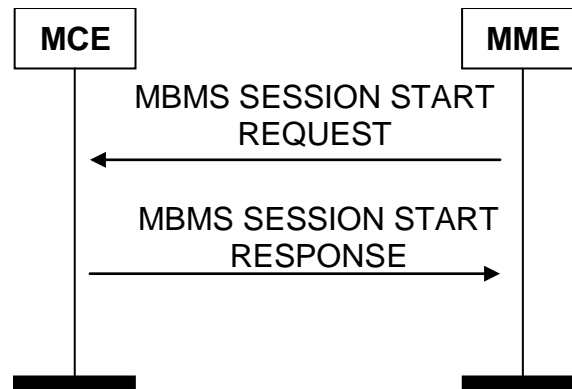 MCE
MME
MBMS SESSION START
REQUEST
MBMS SESSION START
RESPONSE